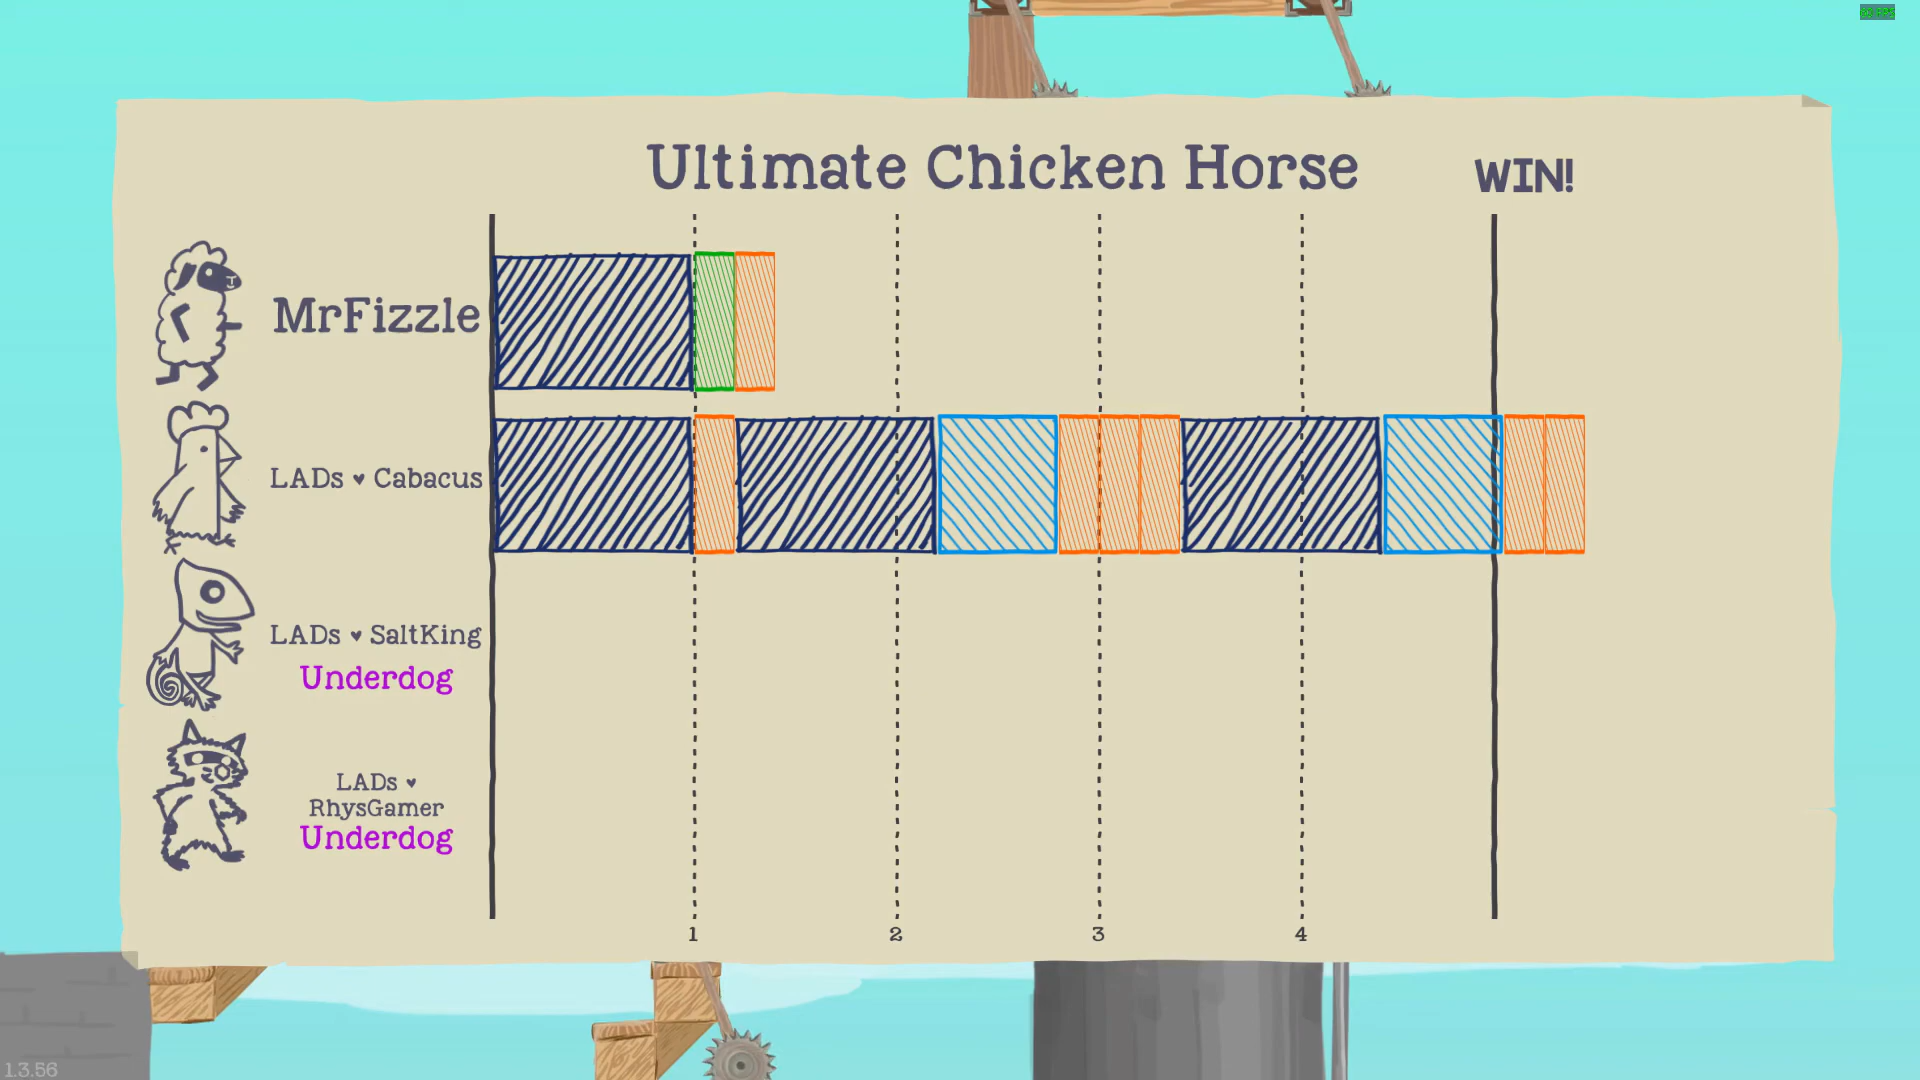 Ultimate Chicken Horse
WIN!
MrFizzle
LADs ♥ Cabacus
LADs ♥ SaltKing
Underdog
LADs ♥
RhysGamer
Underdog
1 2 3 4
1.3.56